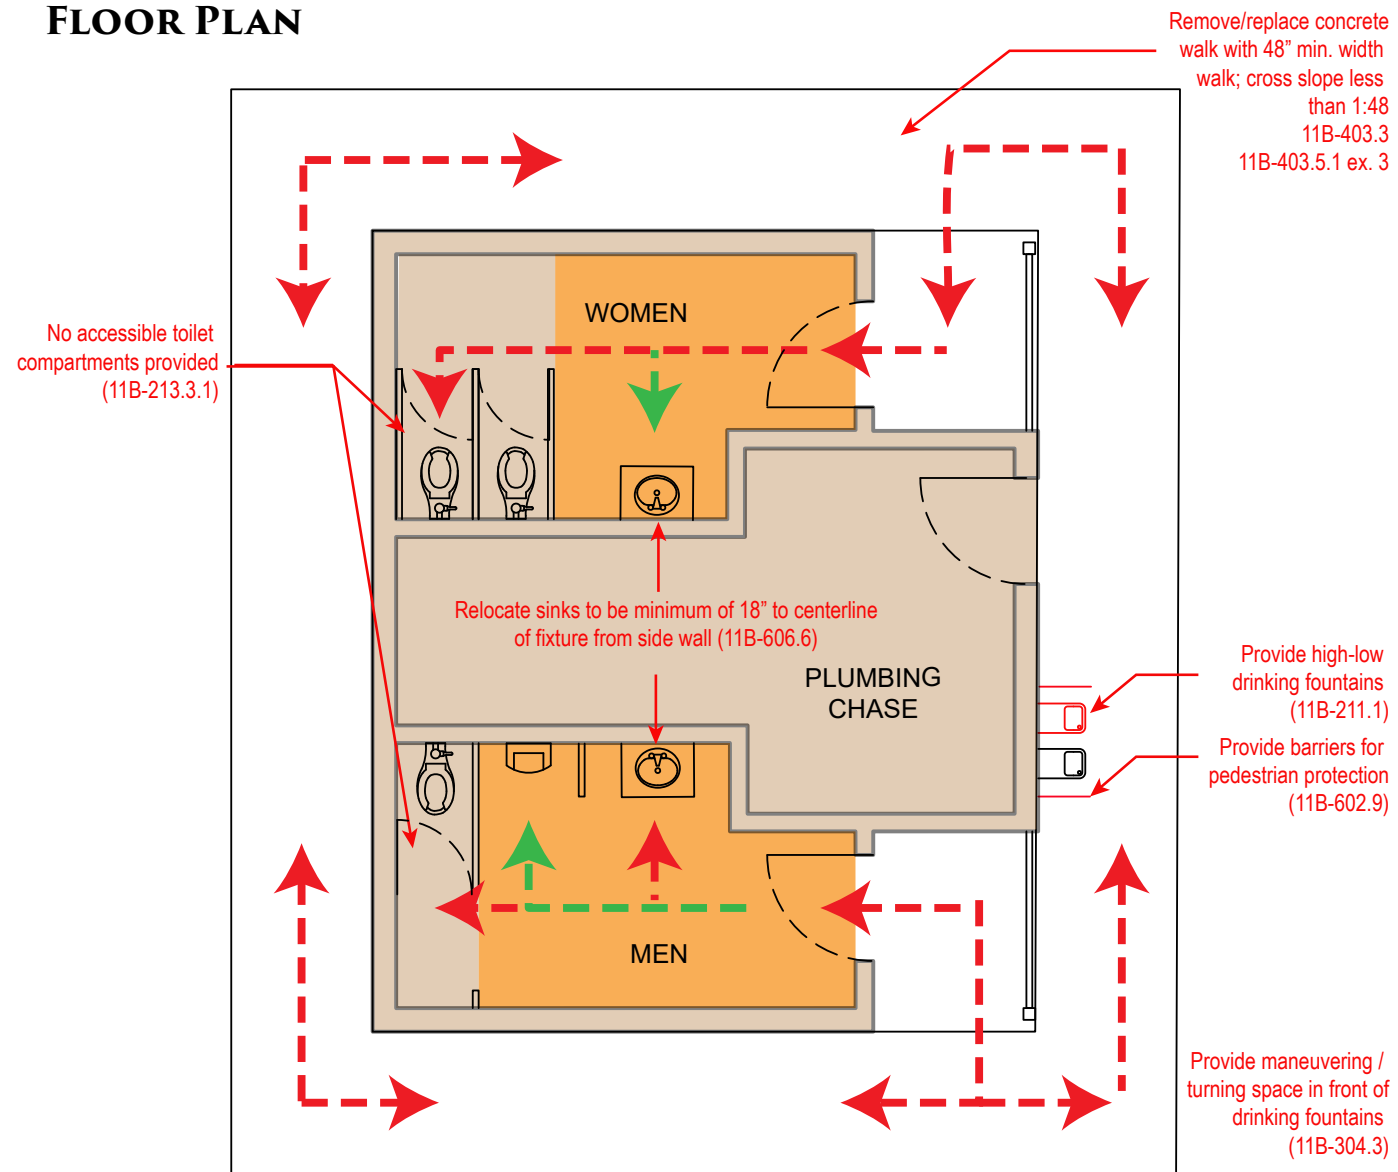 FLOOR PLAN
Remove/replace concrete
walk with 48” min. width
walk; cross slope less
than 1:48
11B-403.3
11B-403.5.1 ex. 3
WOMEN
No accessible toilet
compartments provided
(11B-213.3.1)
Relocate sinks to be minimum of 18” to centerline
of fixture from side wall (11B-606.6)
PLUMBING
CHASE
Provide high-low
drinking fountains
(11B-211.1)
Provide barriers for
pedestrian protection
(11B-602.9)
MEN
Provide maneuvering /
turning space in front of
drinking fountains
(11B-304.3)